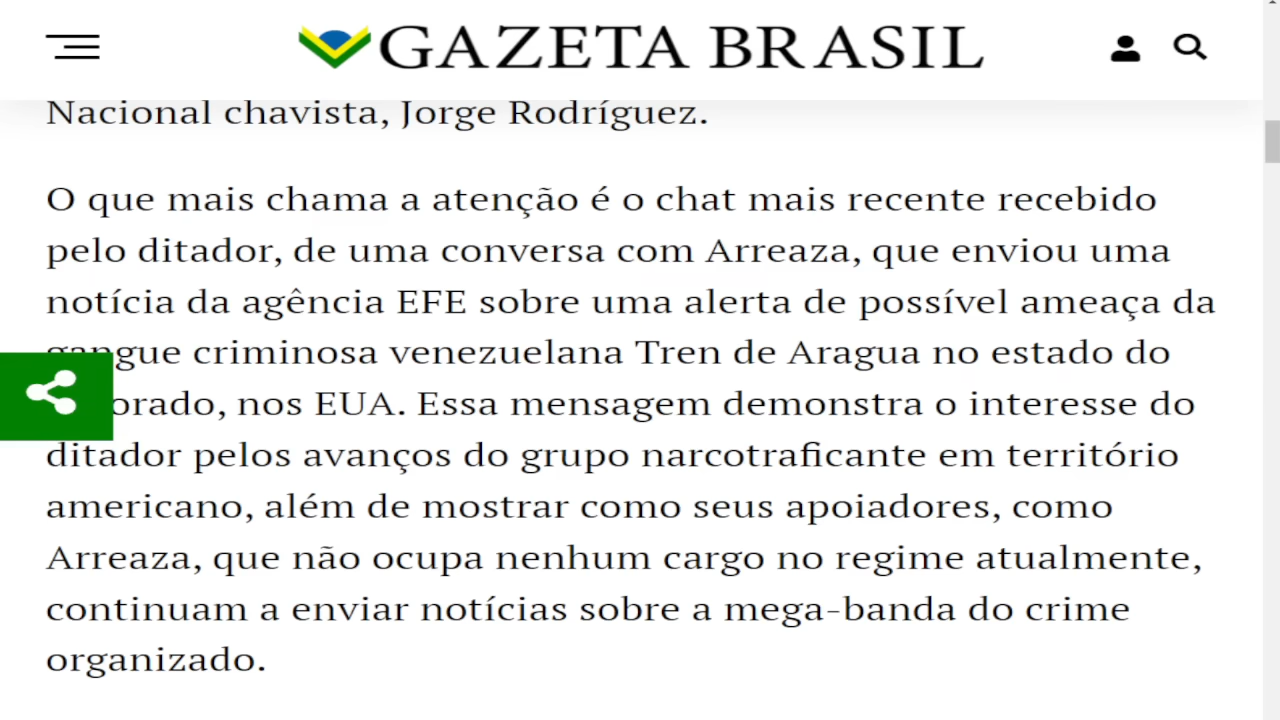 GAZETA BRASIL
Nacional chavista, Jorge Rodríguez.
O que mais chama a atenção é o chat mais recente recebido
pelo ditador, de uma conversa com Arreaza, que enviou uma
notícia da agência EFE sobre uma alerta de possível ameaça da
gangue criminosa venezuelana Tren de Aragua no estado do
orado, nos EUA. Essa mensagem demonstra o interesse do
ditador pelos avanços do grupo narcotraficante em território
americano, além de mostrar como seus apoiadores, como
Arreaza, que não ocupa nenhum cargo no regime atualmente,
continuam a enviar notícias sobre a mega-banda do crime
organizado.